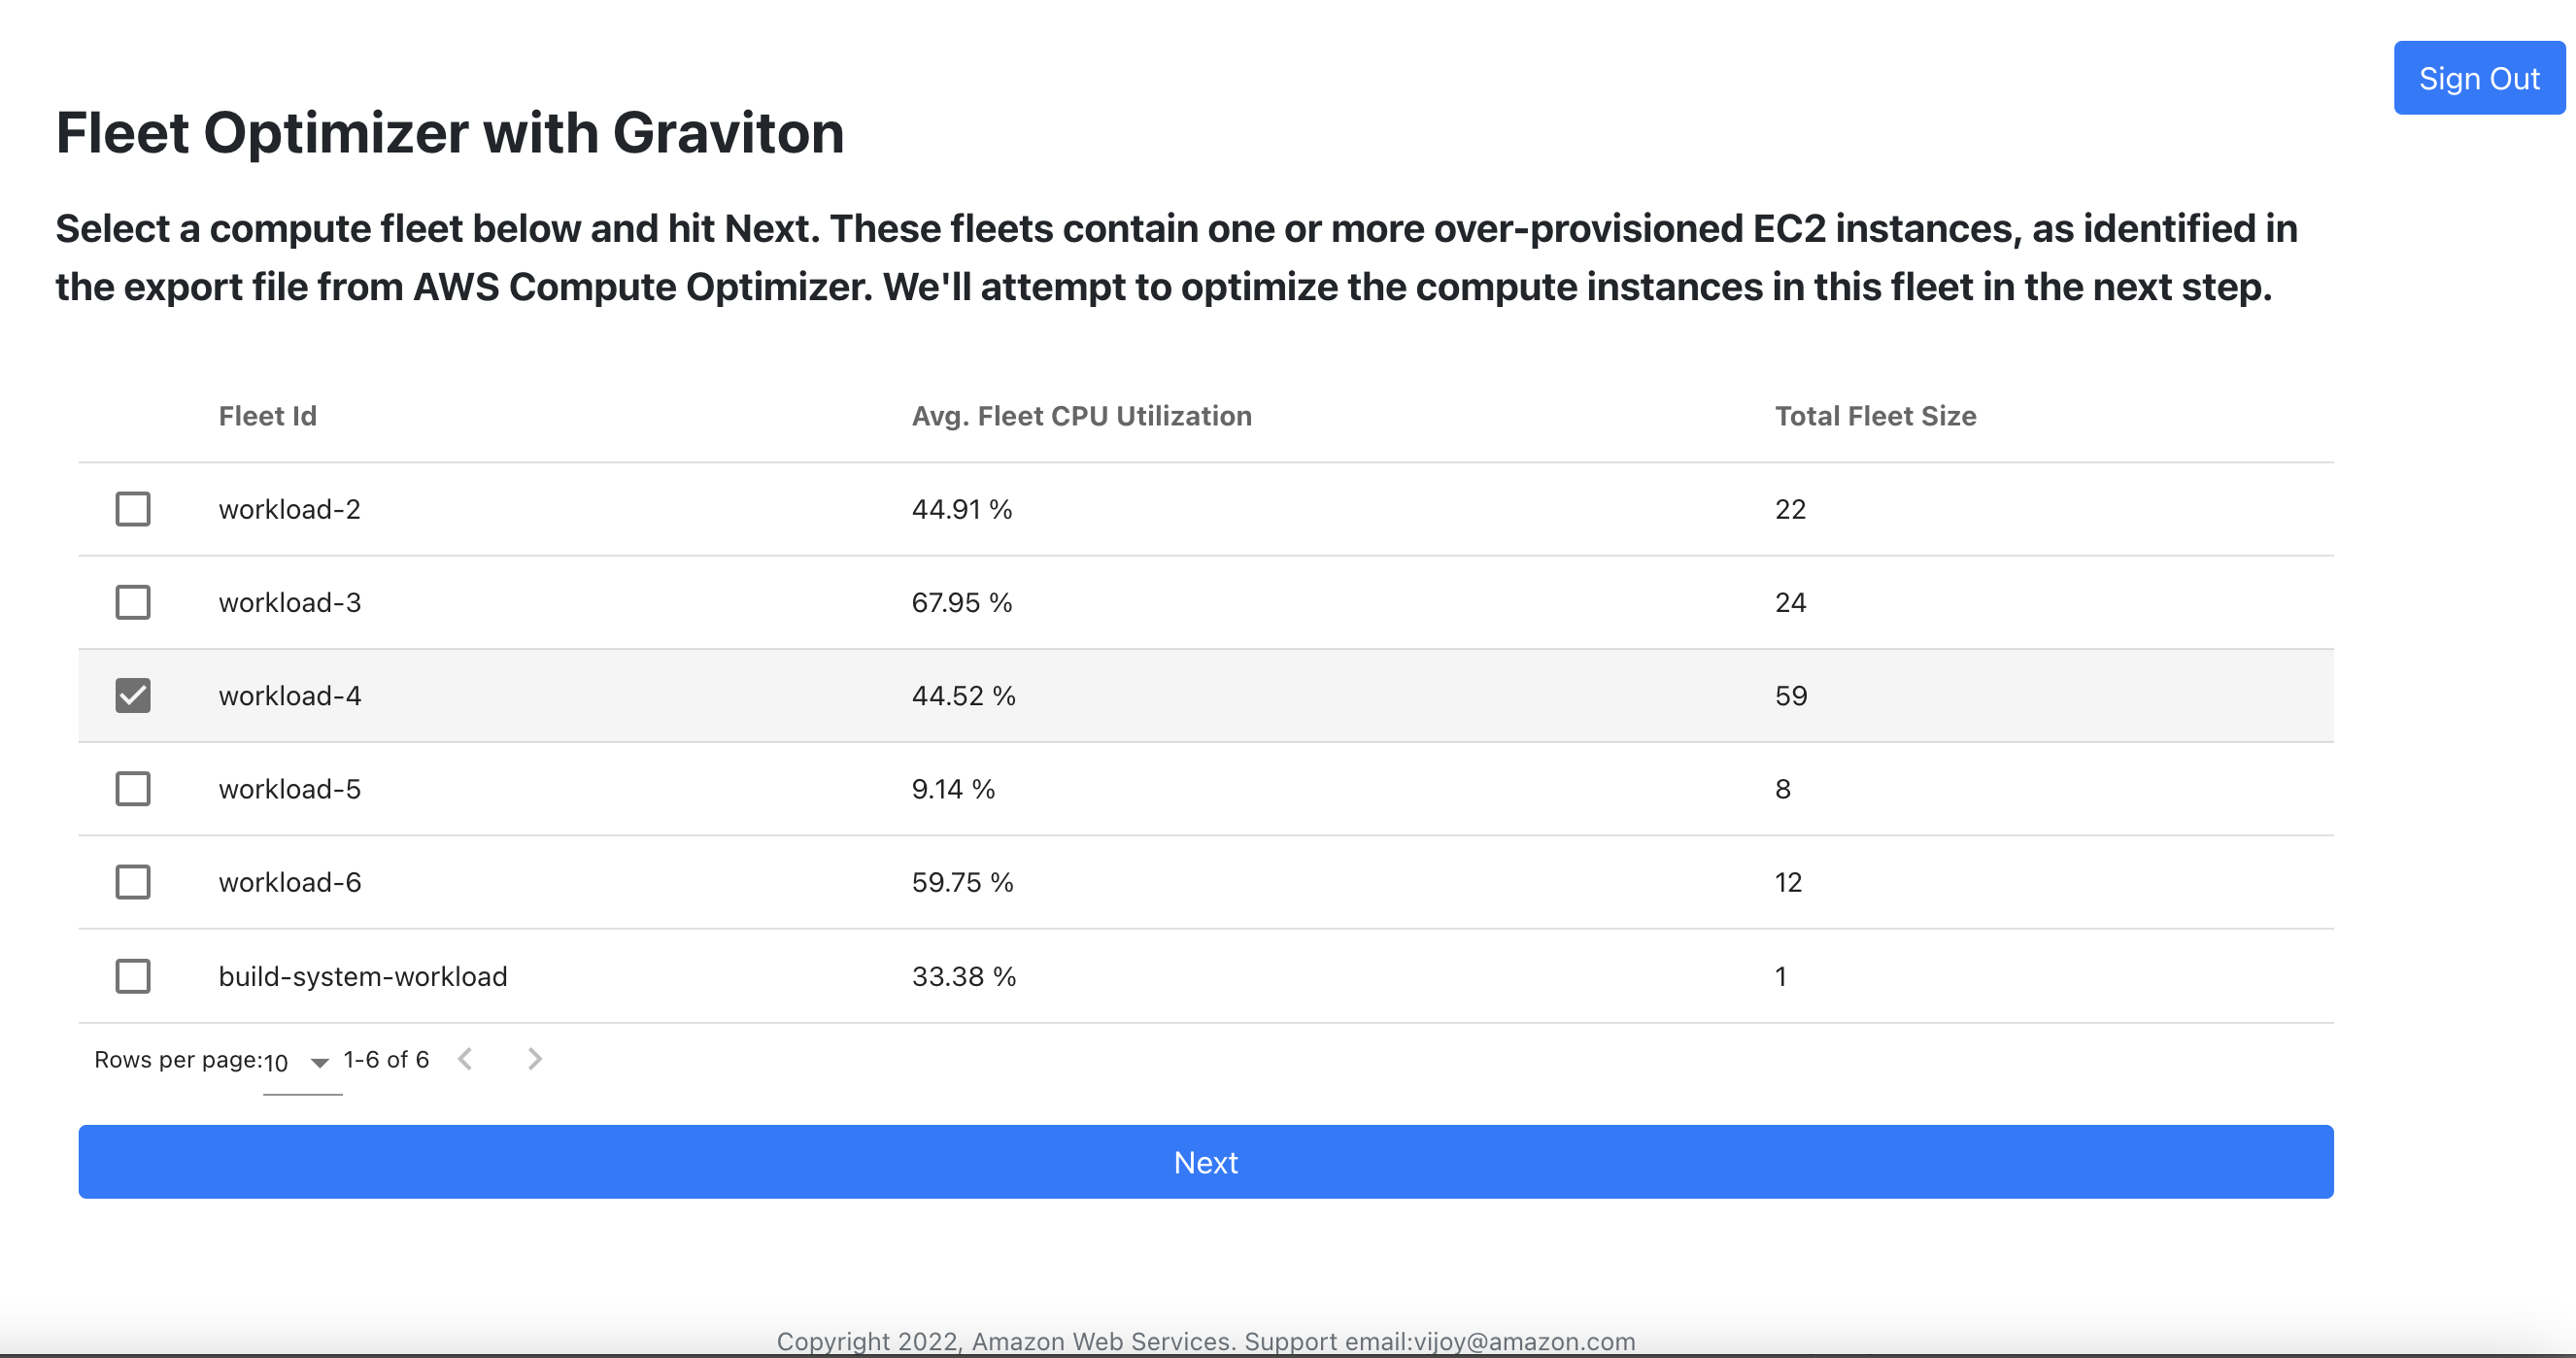 Sign Out
Fleet Optimizer with Graviton
Select a compute fleet below and hit Next. These fleets contain one or more over-provisioned EC2 instances, as identified in
the export file from AWS Compute Optimizer. We'll attempt to optimize the compute instances in this fleet in the next step.
Fleet Id Avg. Fleet CPU Utilization Total Fleet Size
workload-2 44.91 % 22
workload-3 67.95 % 24
workload-4 44.52 % 59
workload-5 9.14 % 8
workload-6 59.75 % 12
build-system-workload 33.38 % 1
Rows per page:10 1-6 of 6
Next
Copyright 2022, Amazon Web Services. Support email:vijoy@amazon.com